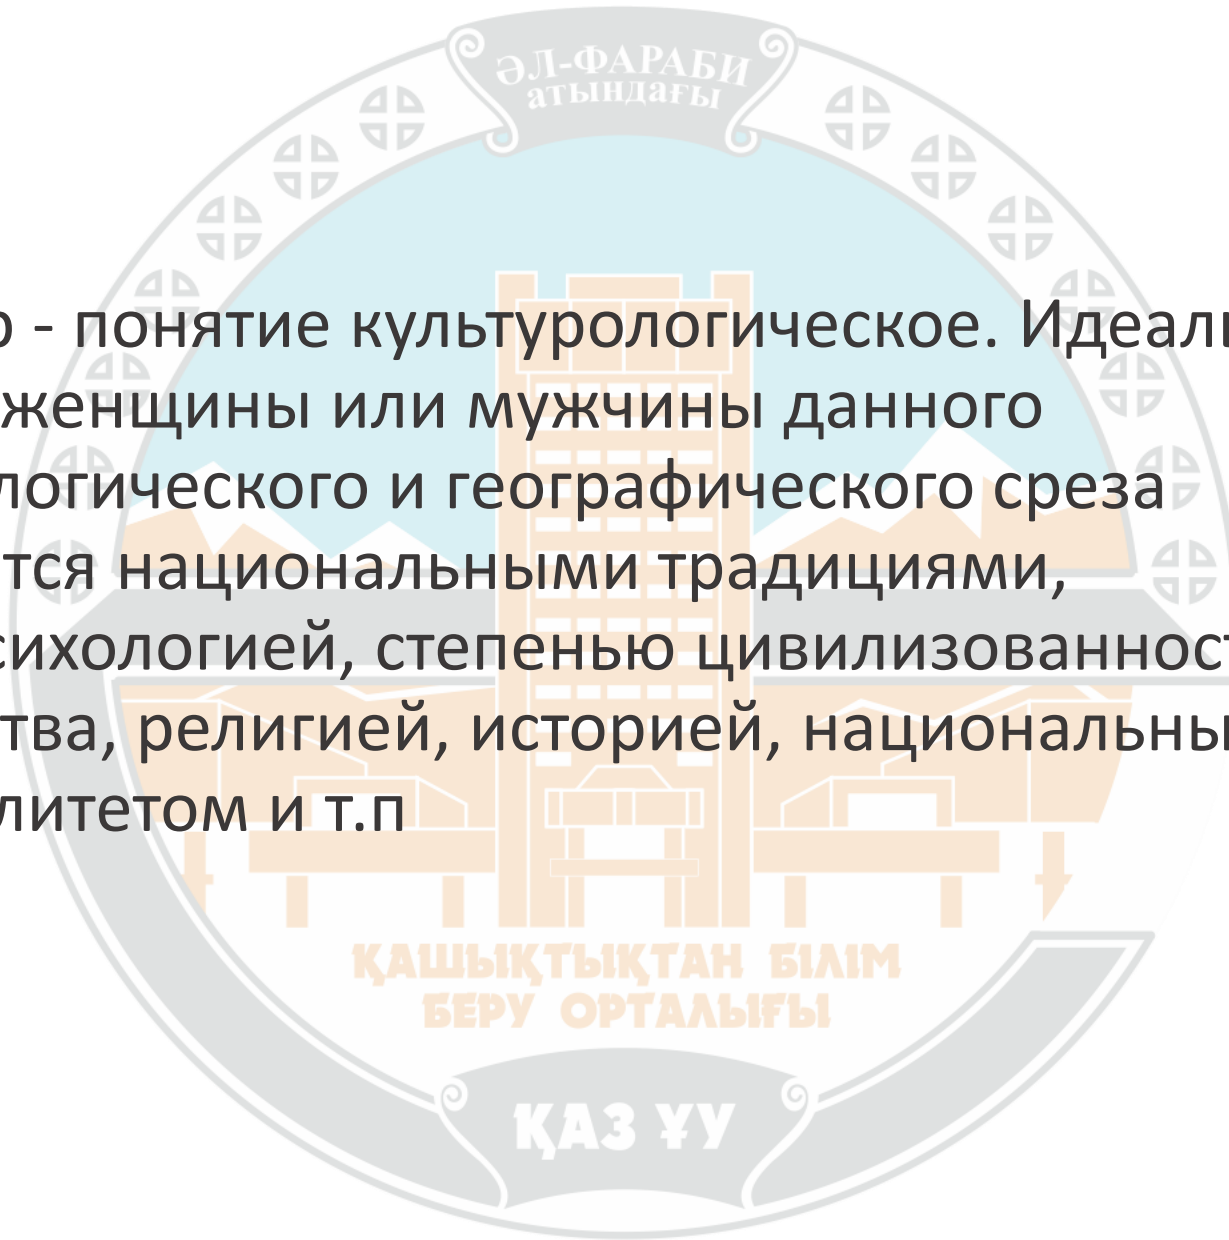 ӘЛ-ФАРАБИ
атындағы
р - понятие культурологическое. Идеалы
женщины или мужчины данного
логического и географического среза
тся национальными традициями,
сихологией, степенью цивилизованност
тва, религией, историей, национальны
литетом и т.п
ҚАШЫҚТЫҚТАН БІЛІМ
БЕРУ ОРТАЛЫҒЫ
ҚАЗ ҰУ